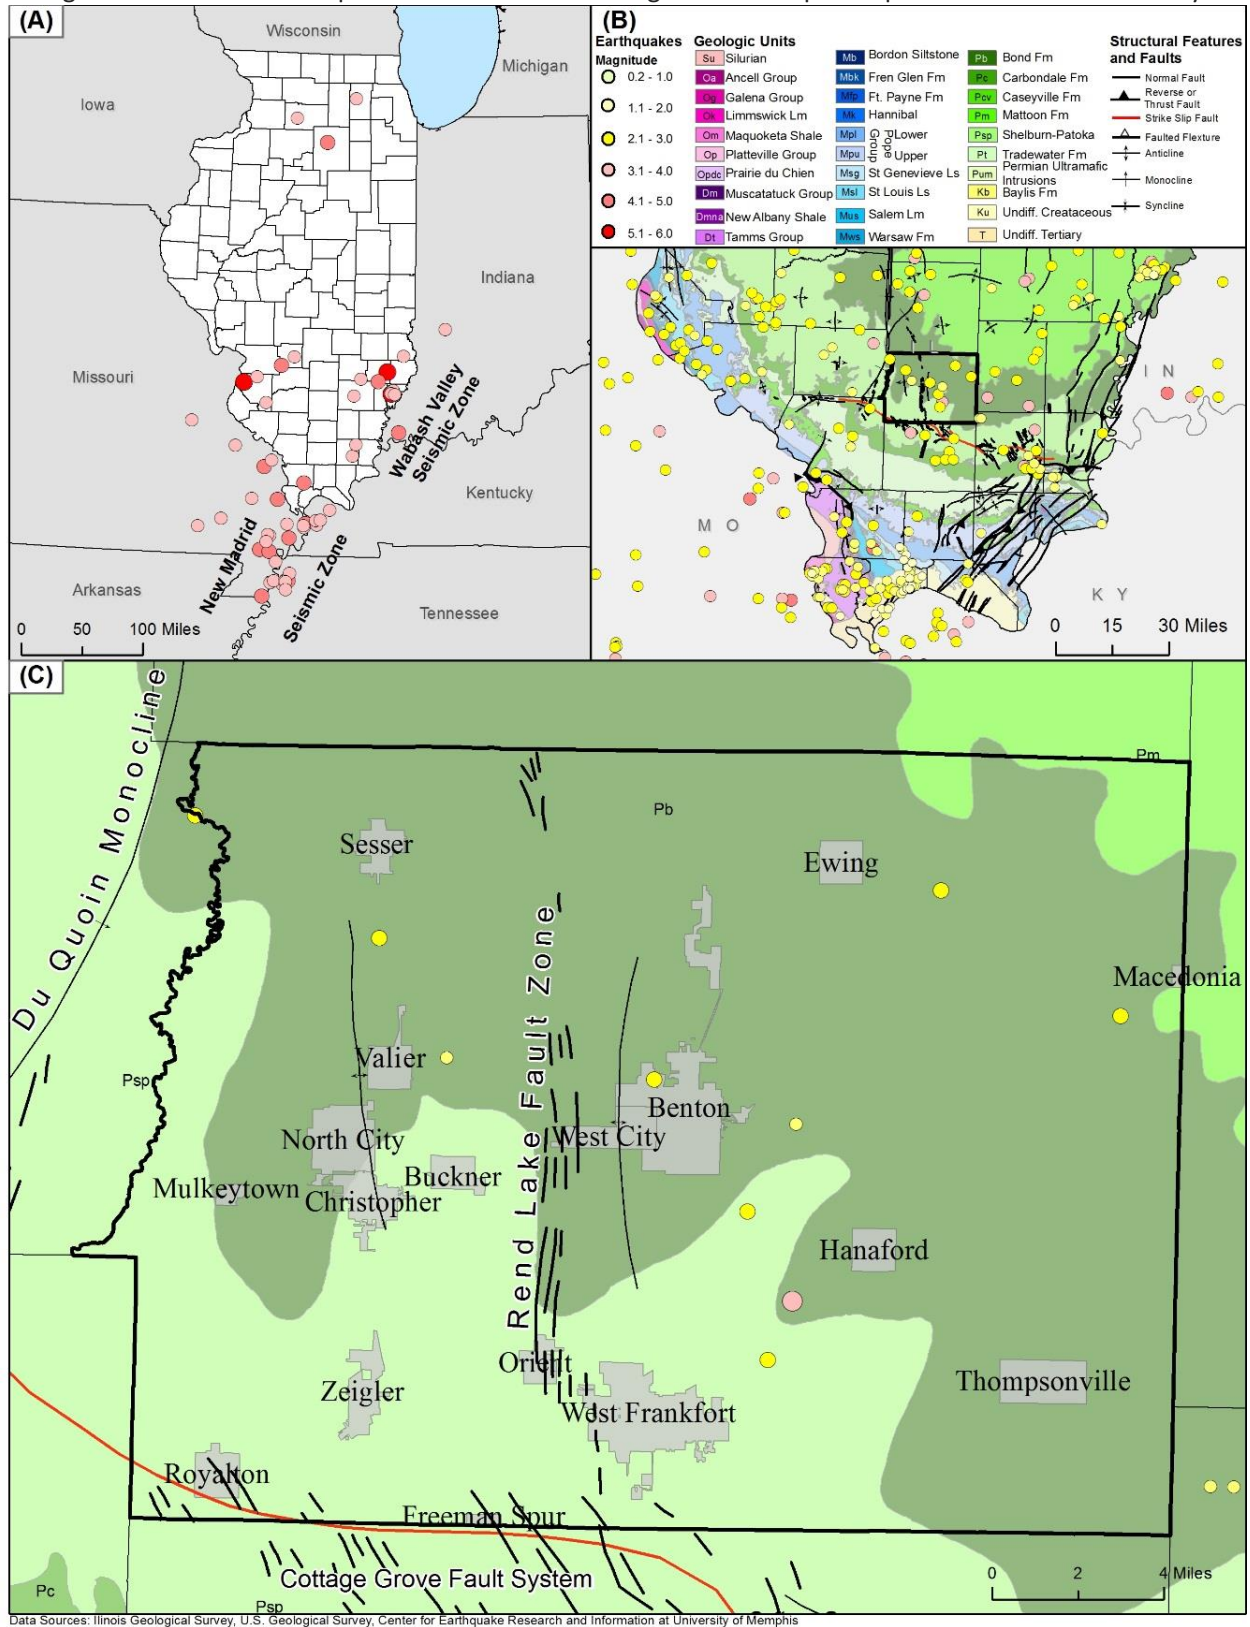 (A)
Wisconsin
Michigan
Iowa
Indiana
Missouri
Wabash Valley
Seismic Zone
Kentucky
New Madrid
Seismic Zone
Arkansas
Tennessee
0 50 100 Miles
(B)
Earthquakes
Magnitude
0.2 - 1.0
1.1 - 2.0
2.1 - 3.0
3.1 - 4.0
4.1 - 5.0
5.1 - 6.0
Geologic Units
Su Silurian
Oa Ancell Group
Og Galena Group
Ok Limmswick Lm
Om Maquoketa Shale
Op Platteville Group
Opdc Prairie du Chien
Dm Muscatatuck Group
Dmna New Albany Shale
Dt Tamms Group
Mb Bordon Siltstone
Mbk Fren Glen Fm
Mfp Ft. Payne Fm
Mk Hannibal
Mpl Lower
Mpu Upper
Pope
Group
Msg St Genevieve Ls
Msl St Louis Ls
Mus Salem Lm
Mws Warsaw Fm
Pb Bond Fm
Pc Carbondale Fm
Pcv Caseyville Fm
Pm Mattoon Fm
Psp Shelburn-Patoka
Pt Tradewater Fm
Pum Permian Ultramafic
Intrusions
Kb Baylis Fm
Ku Undiff. Creataceous
T Undiff. Tertiary
Structural Features
and Faults
Normal Fault
Reverse or
Thrust Fault
Strike Slip Fault
Faulted Flexture
Anticline
Monocline
Syncline
I N
M O
K Y
0 15 30 Miles
(C)
Du Quoin Monocline
Pm
Pb
Sesser
Ewing
Rend Lake Fault Zone
Macedonia
Valier
Psp
Benton
North City
West City
Buckner
Mulkeytown
Christopher
Hanaford
Orient
Zeigler
West Frankfort
Thompsonville
Royalton
Freeman Spur
Cottage Grove Fault System
Pc
Psp
0 2 4 Miles
Data Sources: Illinois Geological Survey, U.S. Geological Survey, Center for Earthquake Research and Information at University of Memphis